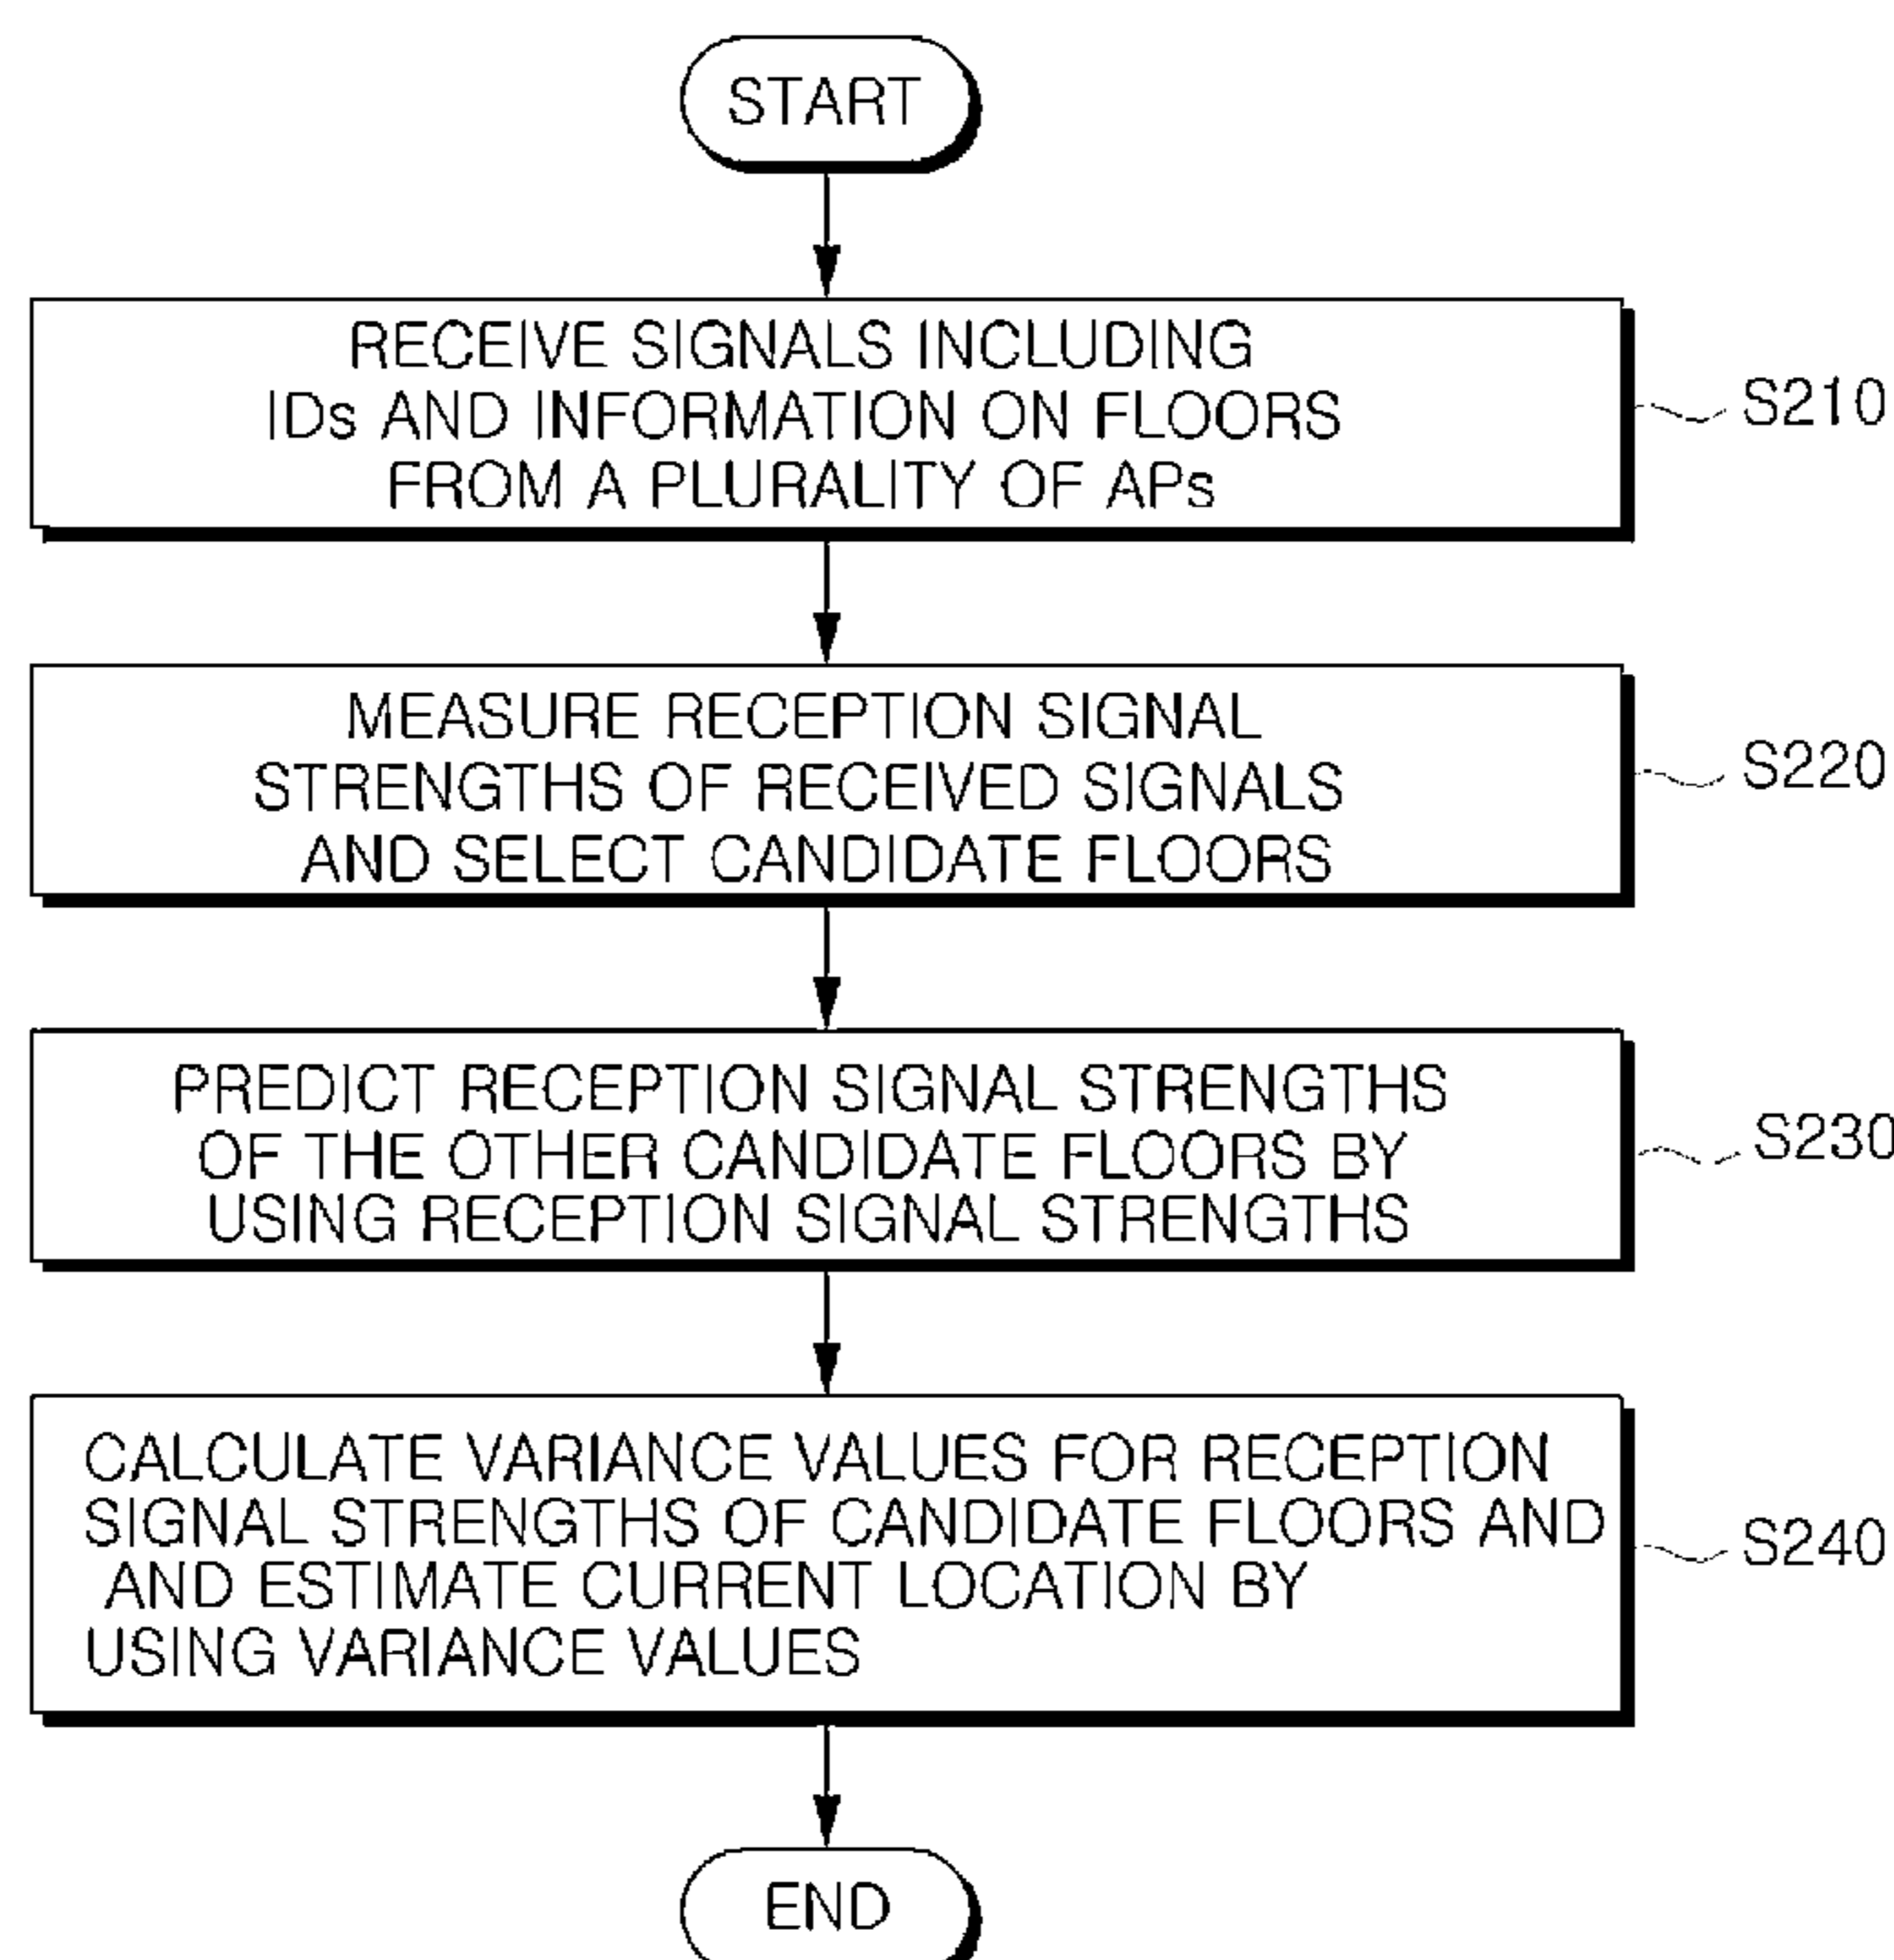 START
RECEIVE SIGNALS INCLUDING
IDs AND INFORMATION ON FLOORS
FROM A PLURALITY OF APs
S210
MEASURE RECEPTION SIGNAL
STRENGTHS OF RECEIVED SIGNALS
AND SELECT CANDIDATE FLOORS
S220
PREDICT RECEPTION SIGNAL STRENGTHS
OF THE OTHER CANDIDATE FLOORS BY
USING RECEPTION SIGNAL STRENGTHS
S230
CALCULATE VARIANCE VALUES FOR RECEPTION
SIGNAL STRENGTHS OF CANDIDATE FLOORS AND
AND ESTIMATE CURRENT LOCATION BY
USING VARIANCE VALUES
S240
END